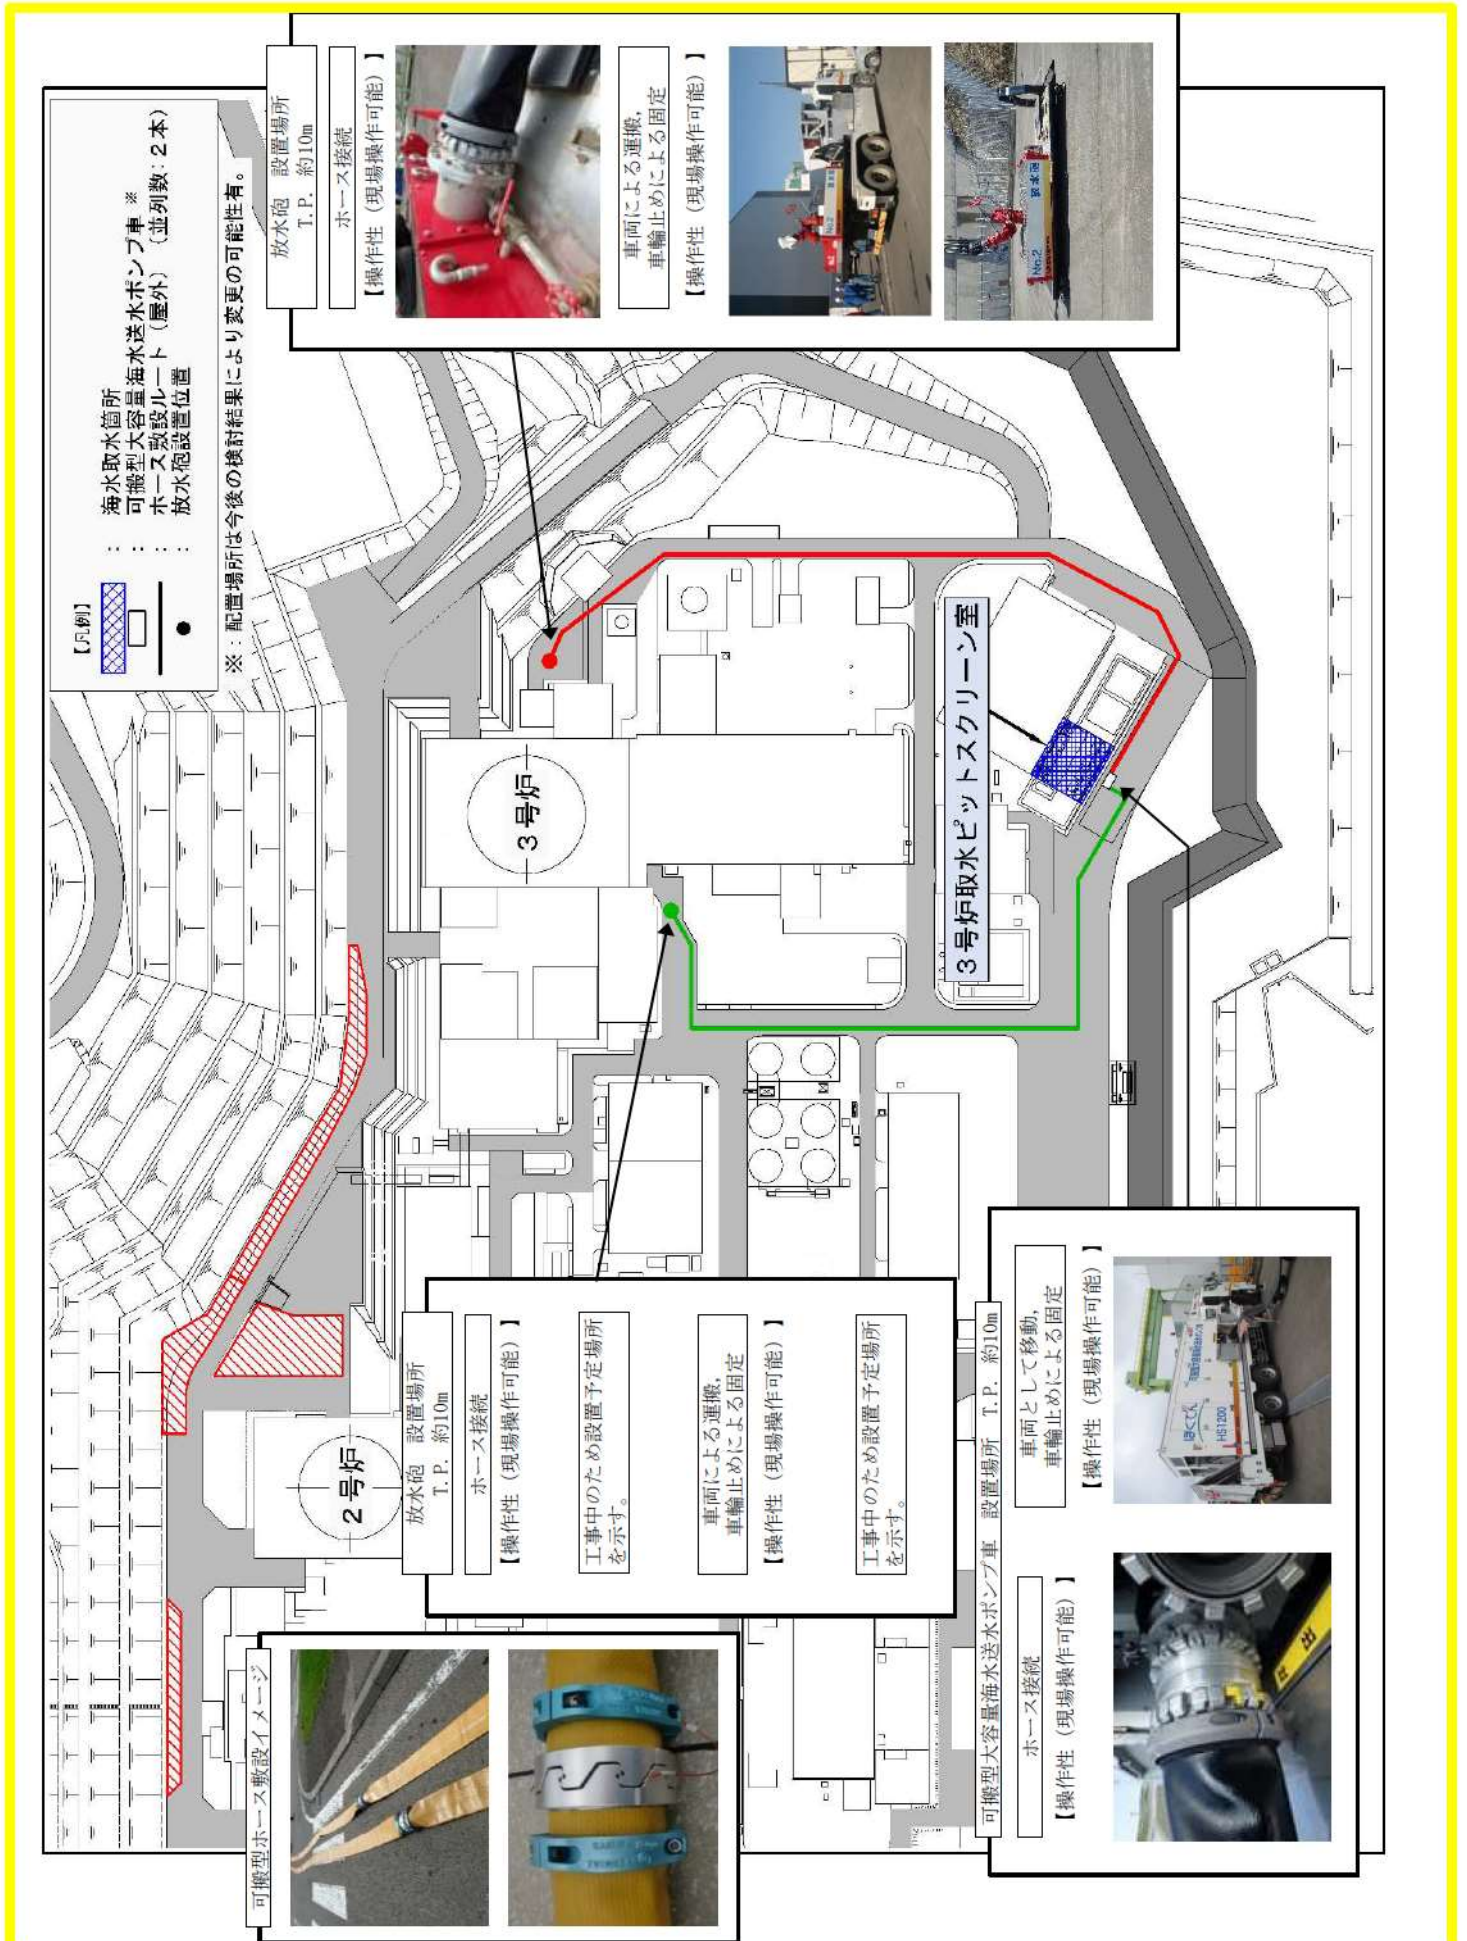 【凡例】
： 海水取水箇所
： 可搬型大容量海水送水ポンプ車 ※
： ホース敷設ルート（屋外）（並列数：２本）
： 放水砲設置位置
※：配置場所は今後の検討結果により変更の可能性有。
放水砲　設置場所
T.P. 約10m
ホース接続
【操作性（現場操作可能）】
車両による運搬,
車輪止めによる固定
【操作性（現場操作可能）】
No.2
No.2
放水砲
３号炉
３号炉取水ピットスクリーン室
２号炉
放水砲　設置場所
T.P. 約10m
ホース接続
【操作性（現場操作可能）】
工事中のため設置予定場所
を示す。
車両による運搬,
車輪止めによる固定
【操作性（現場操作可能）】
工事中のため設置予定場所
を示す。
可搬型ホース敷設イメージ
可搬型大容量海水送水ポンプ車　設置場所　T.P. 約10m
ホース接続
【操作性（現場操作可能）】
車両として移動,
車輪止めによる固定
【操作性（現場操作可能）】
ほくでん
HS1200